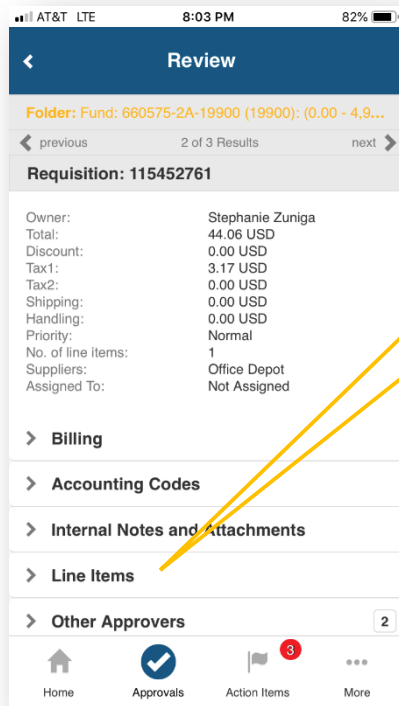 AT&T LTE 8:03 PM 82%
Review
Folder: Fund: 660575-2A-19900 (19900): (0.00 - 4,9...
previous 2 of 3 Results next
Requisition: 115452761
Owner: Stephanie Zuniga
Total: 44.06 USD
Discount: 0.00 USD
Tax1: 3.17 USD
Tax2: 0.00 USD
Shipping: 0.00 USD
Handling: 0.00 USD
Priority: Normal
No. of line items: 1
Suppliers: Office Depot
Assigned To: Not Assigned
Billing
Accounting Codes
Internal Notes and Attachments
Line Items
Other Approvers 2
3
Home Approvals Action Items More